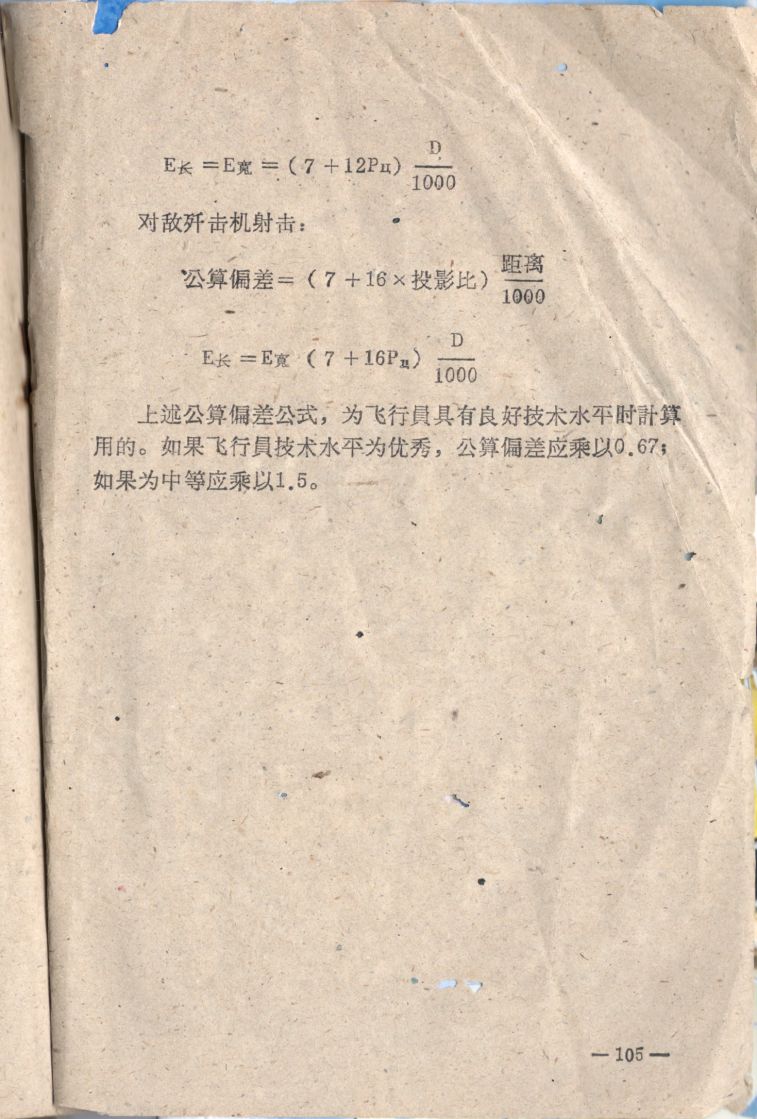 E长 =E宽 = ( 7 +12Pц) D/1000
对敌歼击机射击：
公算偏差= ( 7 +16×投影比) 距离/1000
E长 =E宽 ( 7 +16Pц) D/1000
上述公算偏差公式，为飞行員具有良好技术水平时計算
用的。如果飞行員技术水平为优秀，公算偏差应乘以0.67；
如果为中等应乘以1.5。
—105—